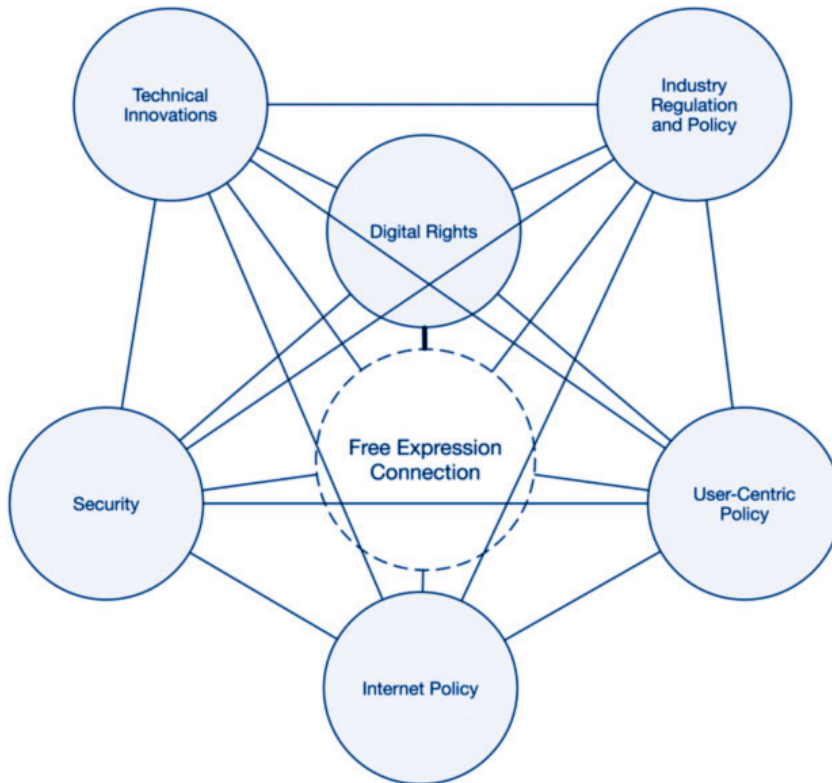 Technical
Innovations
Industry
Regulation
and Policy
Digital Rights
Free Expression
Connection
Security
User-Centric
Policy
Internet Policy